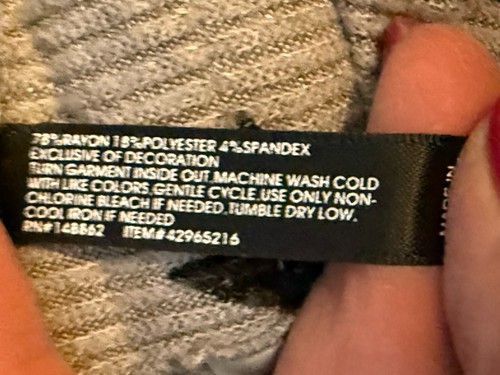 78%RAYON 18%POLYESTER 4%SPANDEX
EXCLUSIVE OF DECORATION
TURN GARMENT INSIDE OUT.MACHINE WASH COLD
WITH LIKE COLORS.GENTLE CYCLE.USE ONLY NON-
CHLORINE BLEACH IF NEEDED.TUMBLE DRY LOW.
COOL IRON IF NEEDED
RN#148862 ITEM#42965216
MADE IN